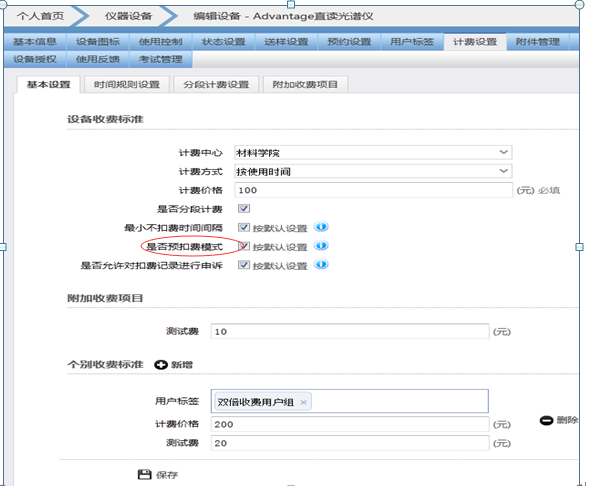 个人首页 仪器设备 编辑设备 - Advantage直读光谱仪
基本信息 设备图标 使用控制 状态设置 送样设置 预约设置 用户标签 计费设置 附件管理
设备授权 使用反馈 考试管理
基本设置 时间规则设置 分段计费设置 附加收费项目
设备收费标准
计费中心 材料学院
计费方式 按使用时间
计费价格 100 (元) 必填
是否分段计费
最小不扣费时间间隔 按默认设置
是否预扣费模式 按默认设置
是否允许对扣费记录进行申诉 按默认设置
附加收费项目
测试费 10 (元)
个别收费标准 新增
用户标签 双倍收费用户组 ×
计费价格 200 (元) 删除
测试费 20 (元)
保存